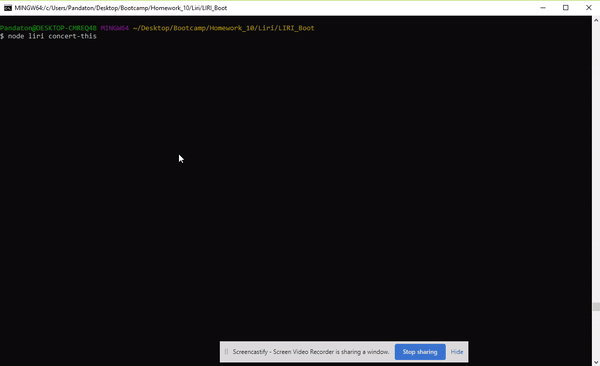 MINGW64:/c/Users/Pandaton/Desktop/Bootcamp/Homework_10/Liri/LIRI_Boot
Pandaton@DESKTOP-CMREQ48 MINGW64 ~/Desktop/Bootcamp/Homework_10/Liri/LIRI_Boot
$ node liri concert-this
Screencastify - Screen Video Recorder is sharing a window. Stop sharing Hide